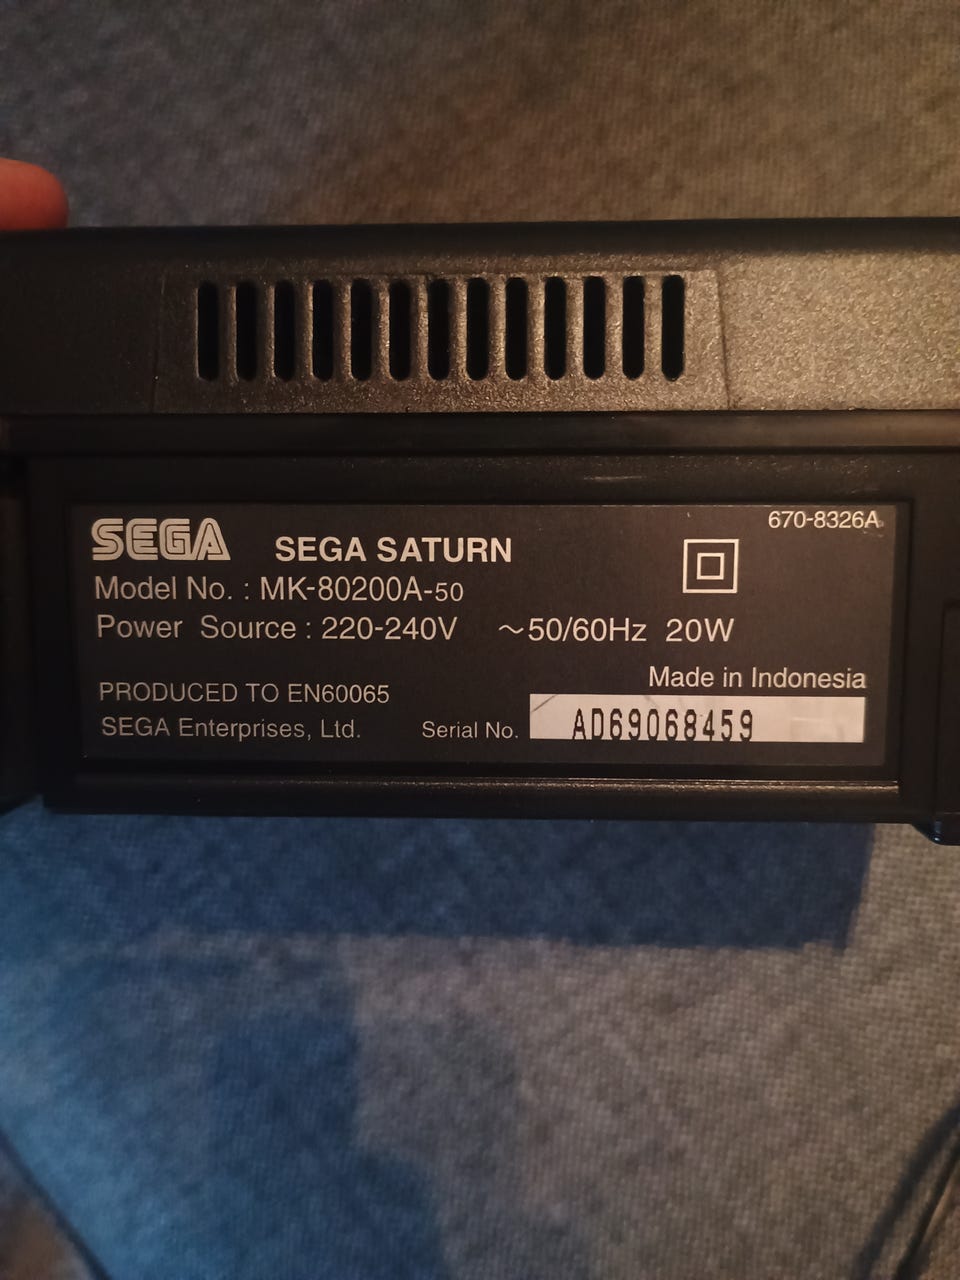 670-8326A
SEGA SEGA SATURN
Model No. : MK-80200A-50
Power Source : 220-240V ～50/60Hz 20W
Made in Indonesia
PRODUCED TO EN60065
SEGA Enterprises, Ltd. Serial No. AD69068459